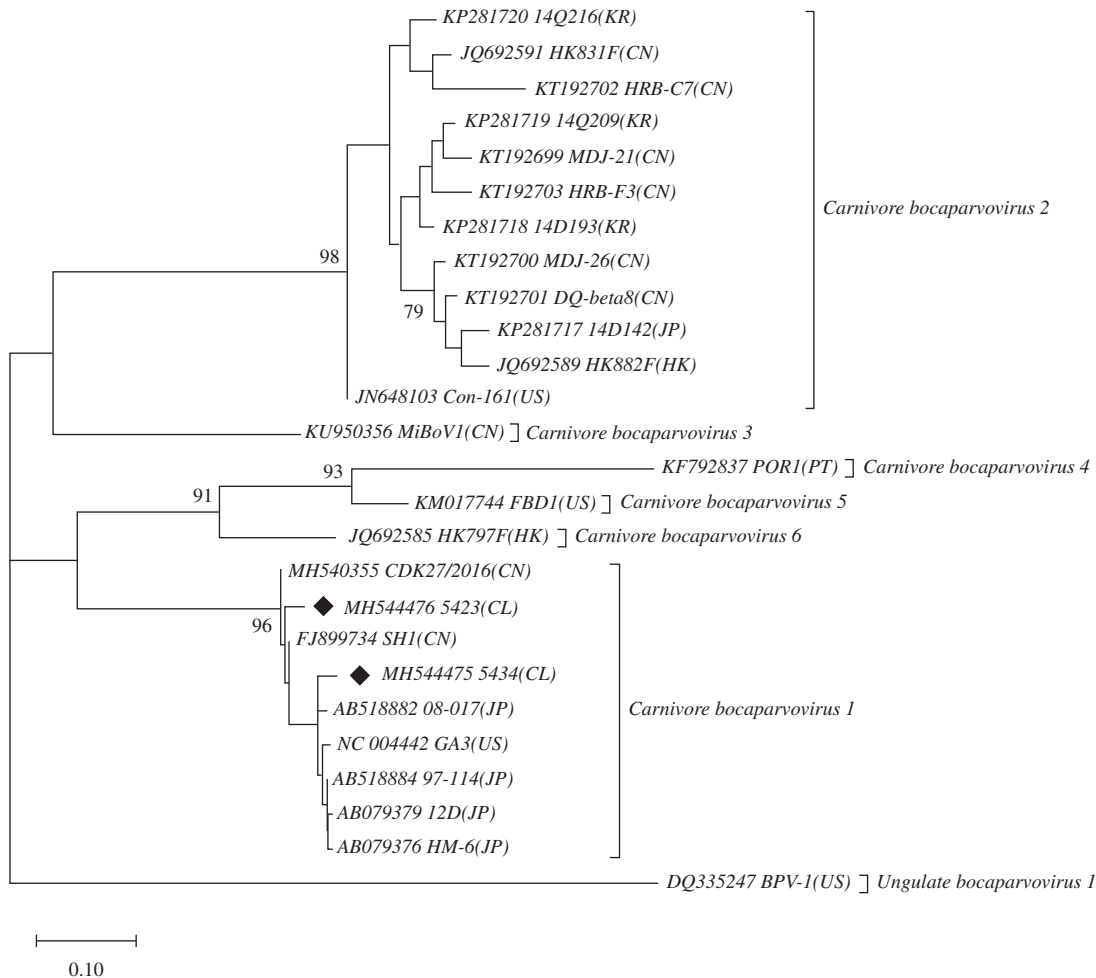 KP281720 14Q216(KR)
JQ692591 HK831F(CN)
KT192702 HRB-C7(CN)
KP281719 14Q209(KR)
KT192699 MDJ-21(CN)
KT192703 HRB-F3(CN)
Carnivore bocaparvovirus 2
KP281718 14D193(KR)
98
KT192700 MDJ-26(CN)
KT192701 DQ-beta8(CN)
79
KP281717 14D142(JP)
JQ692589 HK882F(HK)
JN648103 Con-161(US)
KU950356 MiBoV1(CN) Carnivore bocaparvovirus 3
93
KF792837 POR1(PT) Carnivore bocaparvovirus 4
91
KM017744 FBD1(US) Carnivore bocaparvovirus 5
JQ692585 HK797F(HK) Carnivore bocaparvovirus 6
MH540355 CDK27/2016(CN)
MH544476 5423(CL)
96
FJ899734 SH1(CN)
MH544475 5434(CL)
AB518882 08-017(JP)
Carnivore bocaparvovirus 1
NC 004442 GA3(US)
AB518884 97-114(JP)
AB079379 12D(JP)
AB079376 HM-6(JP)
DQ335247 BPV-1(US) Ungulate bocaparvovirus 1
0.10